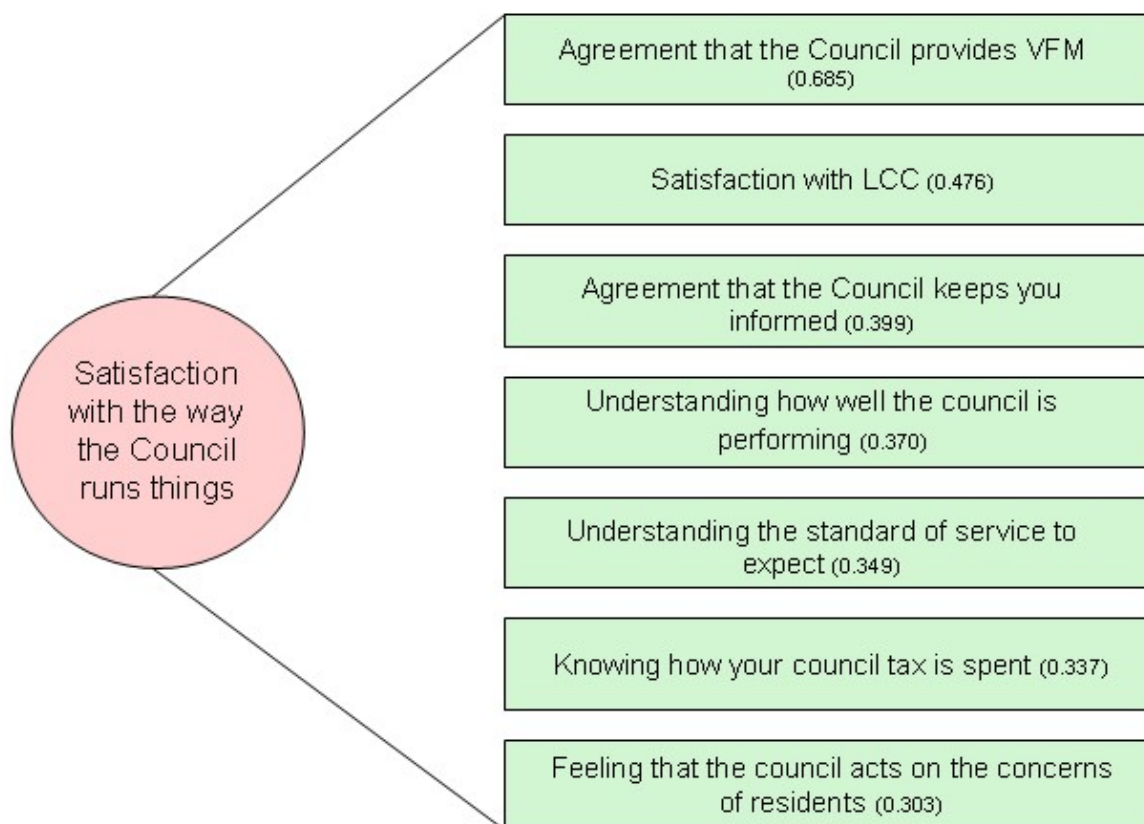 Agreement that the Council provides VFM
(0.685)
Satisfaction with LCC (0.476)
Agreement that the Council keeps you
informed (0.399)
Satisfaction
with the way
the Council
runs things
Understanding how well the council is
performing (0.370)
Understanding the standard of service to
expect (0.349)
Knowing how your council tax is spent (0.337)
Feeling that the council acts on the concerns
of residents (0.303)